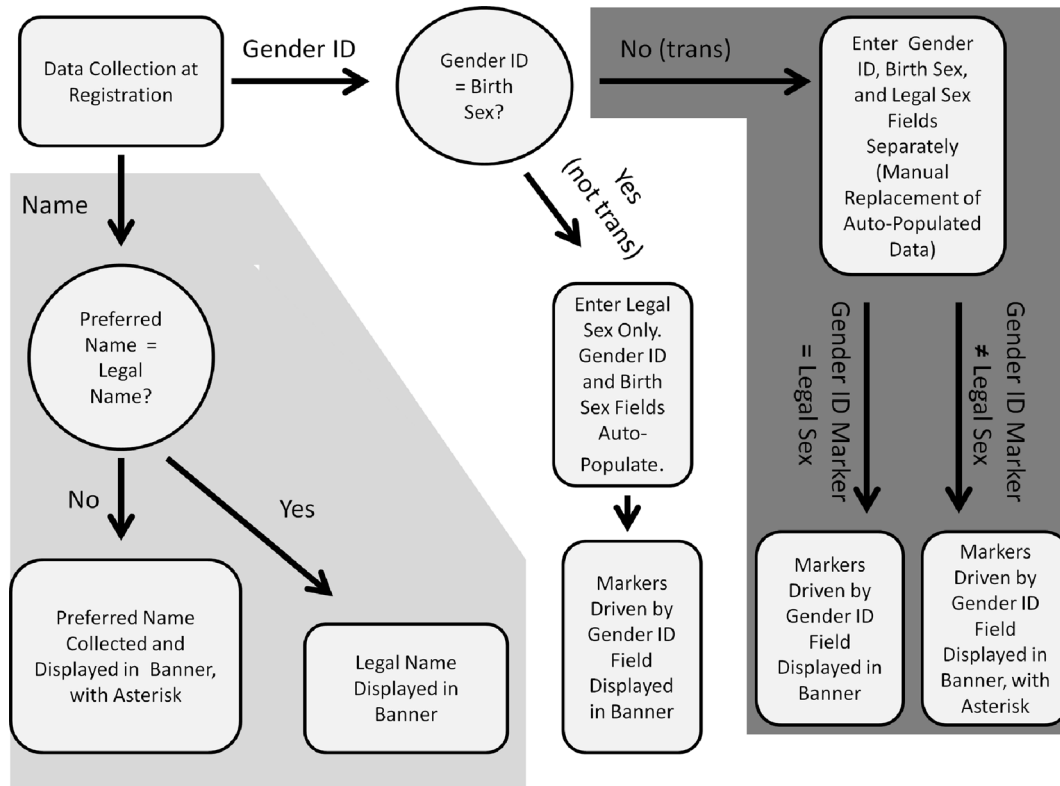 Data Collection at
Registration
Gender ID
Gender ID
= Birth
Sex?
No (trans)
Enter Gender
ID, Birth Sex,
and Legal Sex
Fields
Separately
(Manual
Replacement of
Auto-Populated
Data)
Name
Yes
(not trans)
Preferred
Name =
Legal
Name?
Enter Legal
Sex Only.
Gender ID
and Birth
Sex Fields
Auto-
Populate.
Gender ID Marker
= Legal Sex
Gender ID Marker
≠ Legal Sex
No
Yes
Preferred Name
Collected and
Displayed in Banner,
with Asterisk
Legal Name
Displayed in
Banner
Markers
Driven by
Gender ID
Field
Displayed
in Banner
Markers
Driven by
Gender ID
Field
Displayed in
Banner
Markers
Driven by
Gender ID
Field
Displayed in
Banner, with
Asterisk